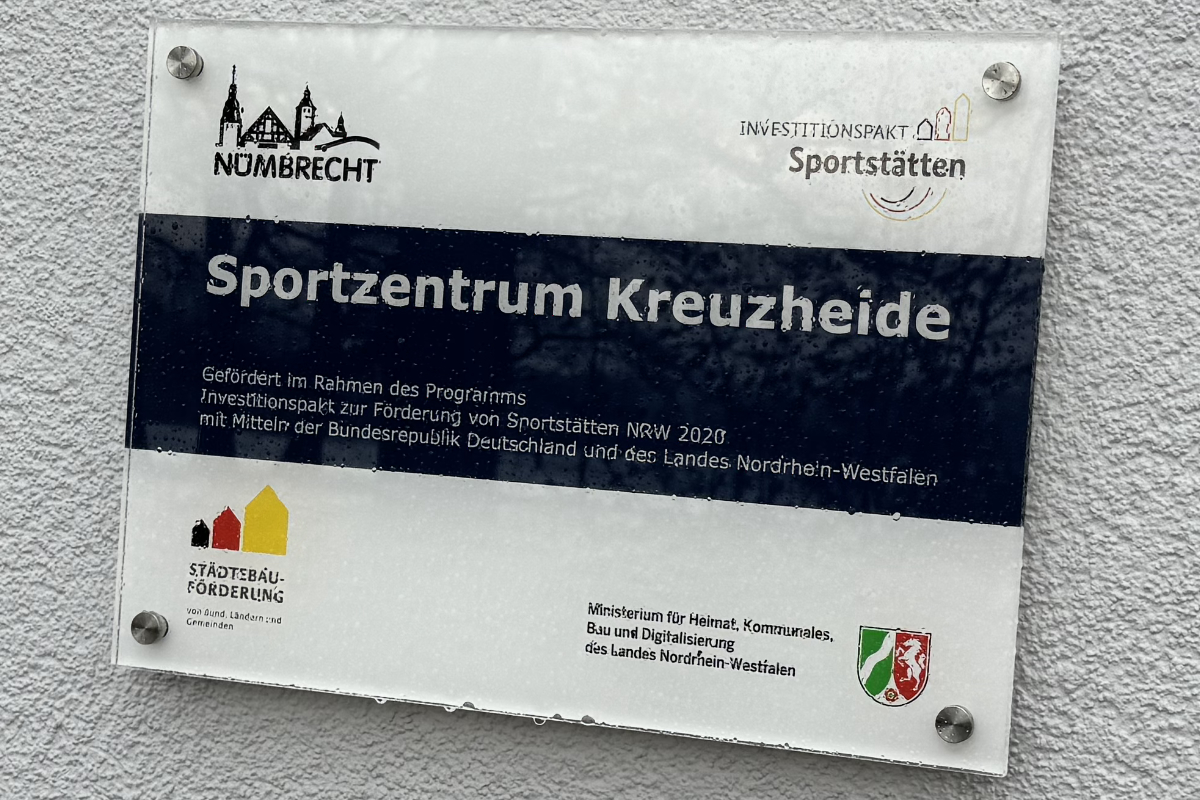 NÜMBRECHT
INVESTITIONSPAKT
Sportstätten
Sportzentrum Kreuzheide
Gefördert im Rahmen des Programms
Investitionspakt zur Förderung von Sportstätten NRW 2020
mit Mitteln der Bundesrepublik Deutschland und des Landes Nordrhein-Westfalen
STÄDTEBAU-
FÖRDERUNG
von Bund, Ländern und
Gemeinden
Ministerium für Heimat, Kommunales,
Bau und Digitalisierung
des Landes Nordrhein-Westfalen